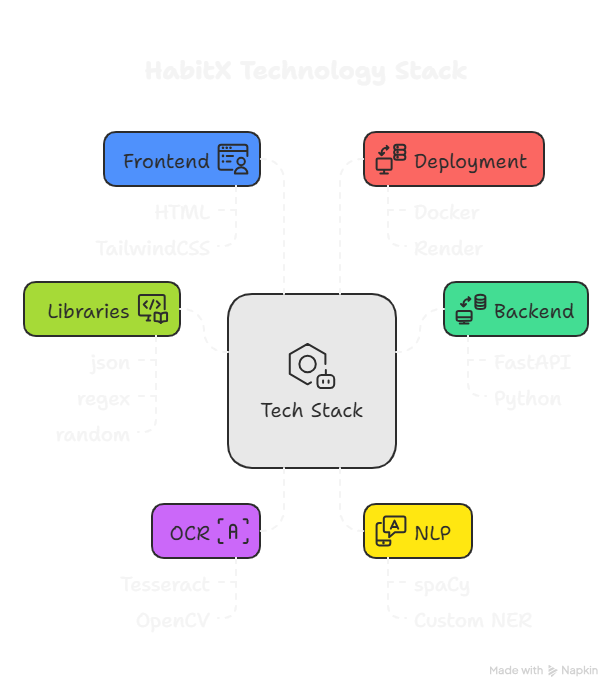 HabitX Technology Stack
Frontend
HTML
TailwindCSS
Deployment
Docker
Render
Libraries
json
regex
random
Tech Stack
Backend
FastAPI
Python
OCR
A
Tesseract
OpenCV
A
NLP
spaCy
Custom NER
Made with Napkin